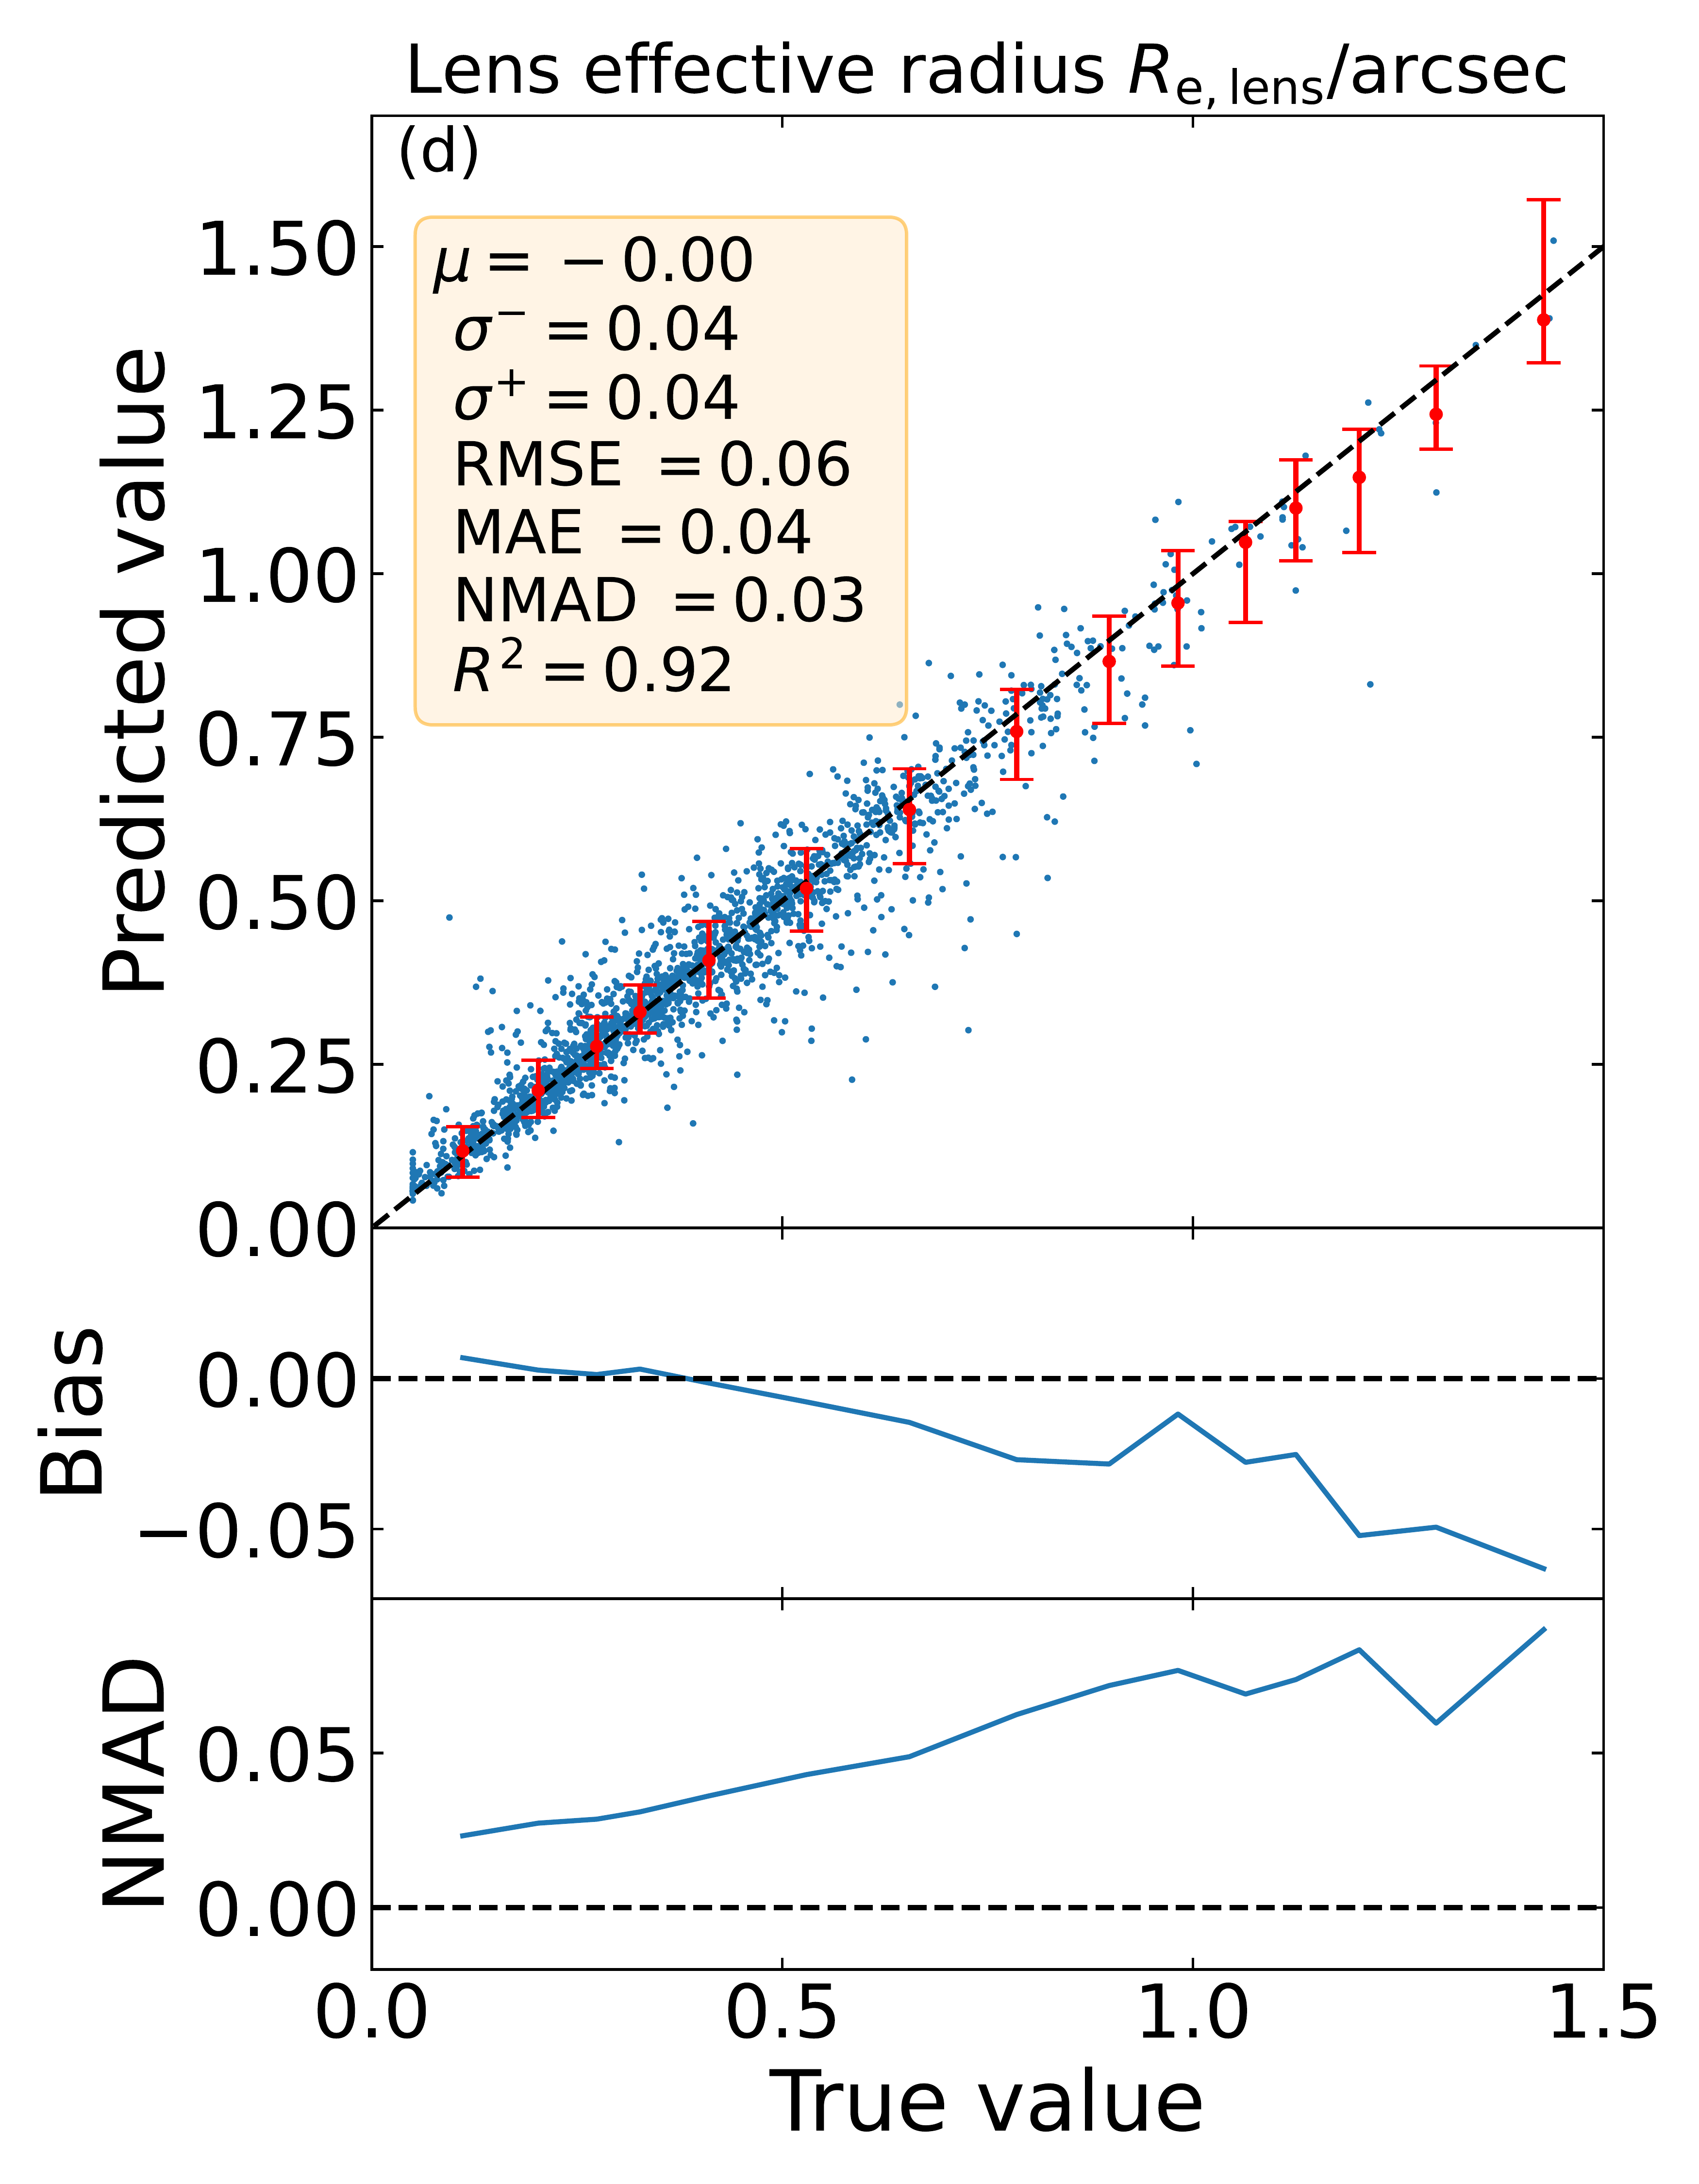 Lens effective radius R_e, lens/arcsec
(d)
μ = −0.00
σ⁻ = 0.04
σ⁺ = 0.04
RMSE = 0.06
MAE = 0.04
NMAD = 0.03
R² = 0.92
Predicted value
1.50
1.25
1.00
0.75
0.50
0.25
0.00
Bias
0.00
−0.05
NMAD
0.05
0.00
0.0 0.5 1.0 1.5
True value